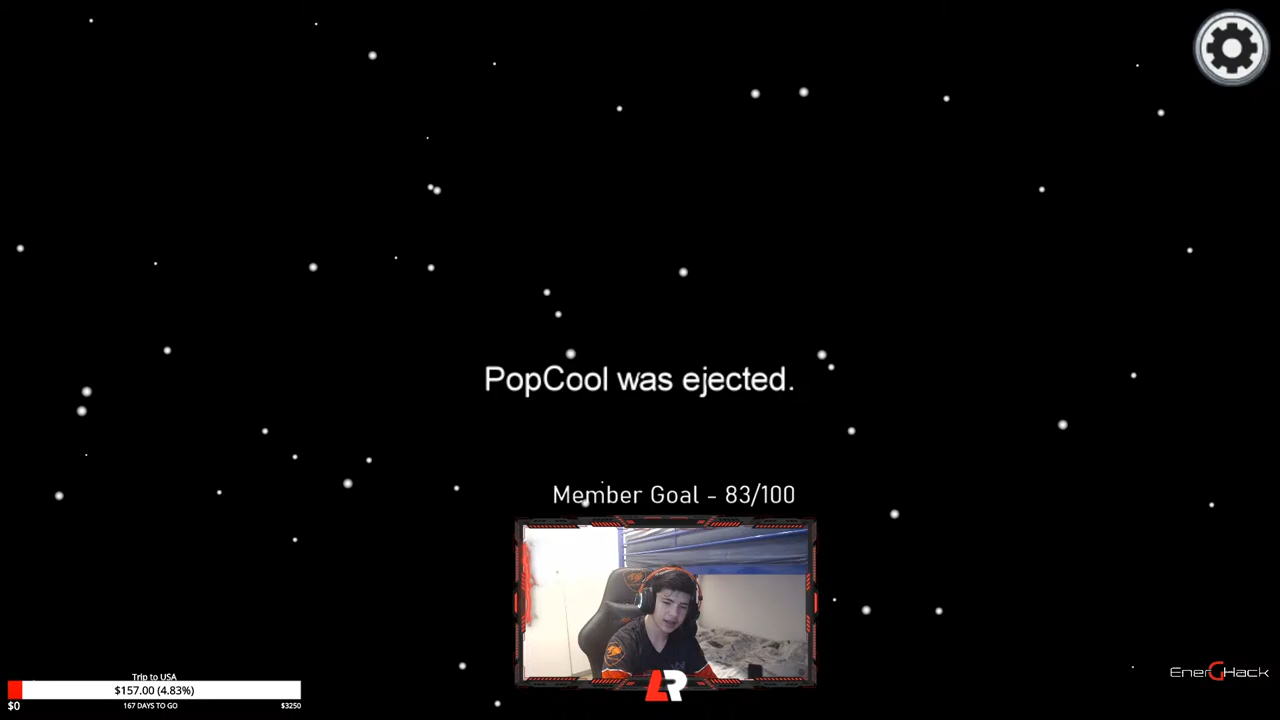 PopCool was ejected.
Member Goal - 83/100
Trip to USA
$157.00 (4.83%)
$0
167 DAYS TO GO
$3250
LR
EnerGHack